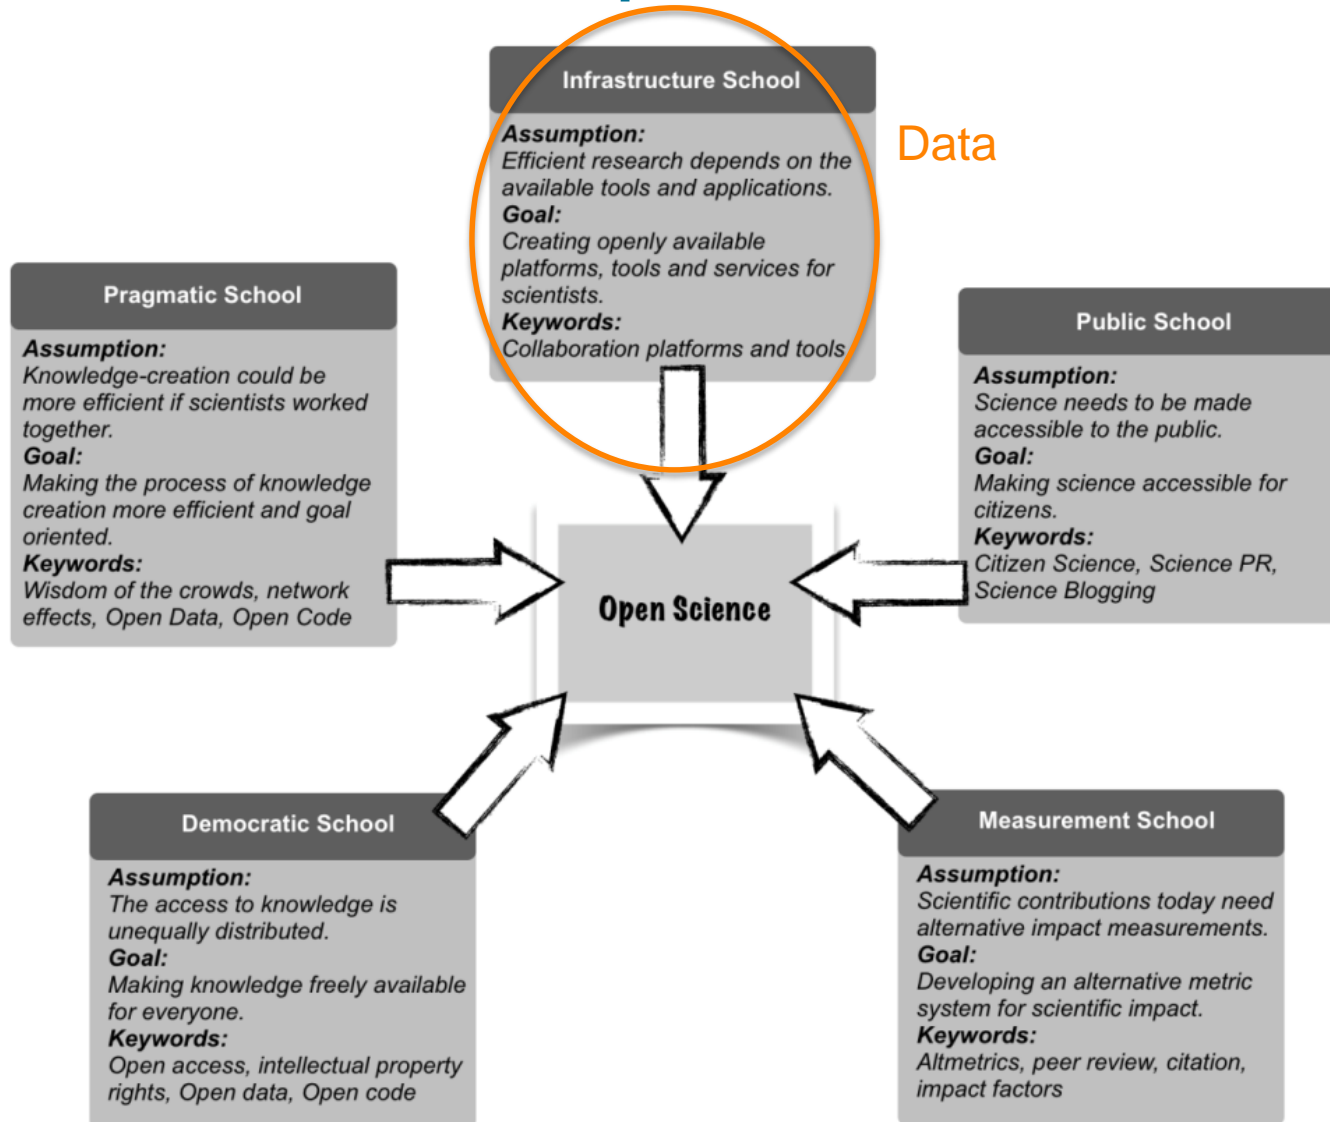 Infrastructure School
Assumption:
Efficient research depends on the
available tools and applications.
Goal:
Creating openly available
platforms, tools and services for
scientists.
Keywords:
Collaboration platforms and tools
Data
Pragmatic School
Assumption:
Knowledge-creation could be
more efficient if scientists worked
together.
Goal:
Making the process of knowledge
creation more efficient and goal
oriented.
Keywords:
Wisdom of the crowds, network
effects, Open Data, Open Code
Public School
Assumption:
Science needs to be made
accessible to the public.
Goal:
Making science accessible for
citizens.
Keywords:
Citizen Science, Science PR,
Science Blogging
Open Science
Democratic School
Assumption:
The access to knowledge is
unequally distributed.
Goal:
Making knowledge freely available
for everyone.
Keywords:
Open access, intellectual property
rights, Open data, Open code
Measurement School
Assumption:
Scientific contributions today need
alternative impact measurements.
Goal:
Developing an alternative metric
system for scientific impact.
Keywords:
Altmetrics, peer review, citation,
impact factors